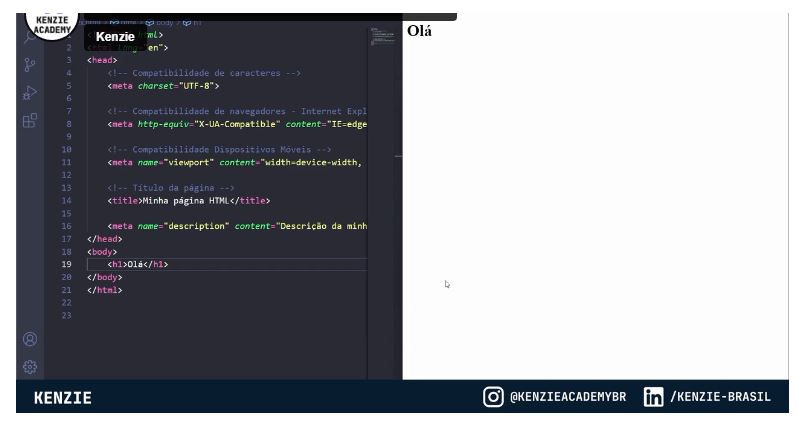 KENZIE
ACADEMY
Kenzie
body h1
Olá
1 html>
2 <html lang="en">
3 <head>
4 <!-- Compatibilidade de caracteres -->
5 <meta charset="UTF-8">
6
7 <!-- Compatibilidade de navegadores - Internet Expl
8 <meta http-equiv="X-UA-Compatible" content="IE=edge
9
10 <!-- Compatibilidade Dispositivos Móveis -->
11 <meta name="viewport" content="width=device-width,
12
13 <!-- Título da página -->
14 <title>Minha página HTML</title>
15
16 <meta name="description" content="Descrição da minh
17 </head>
18 <body>
19 <h1>Olá</h1>
20 </body>
21 </html>
22
23
KENZIE
@KENZIEACADEMYBR
/KENZIE-BRASIL